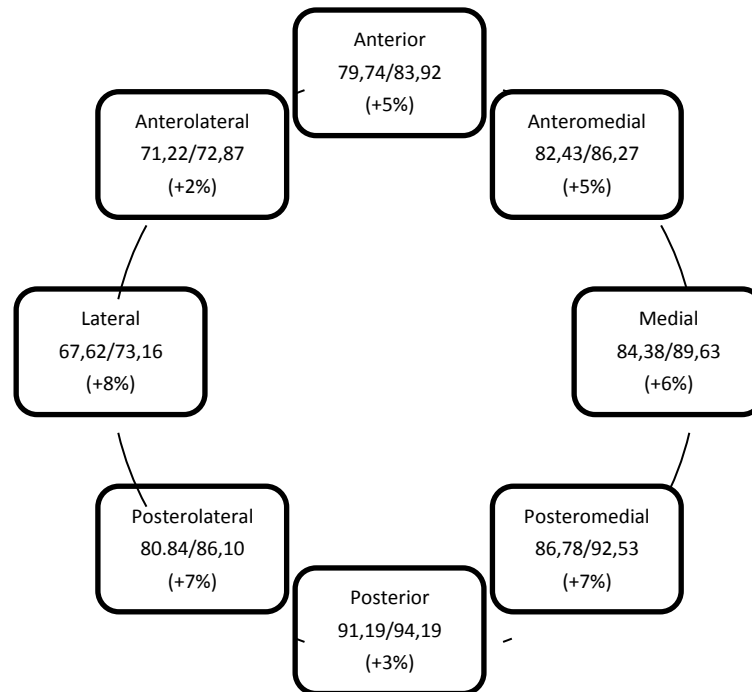 Anterior
79,74/83,92
(+5%)
Anteromedial
82,43/86,27
(+5%)
Medial
84,38/89,63
(+6%)
Posteromedial
86,78/92,53
(+7%)
Posterior
91,19/94,19
(+3%)
Posterolateral
80.84/86,10
(+7%)
Lateral
67,62/73,16
(+8%)
Anterolateral
71,22/72,87
(+2%)